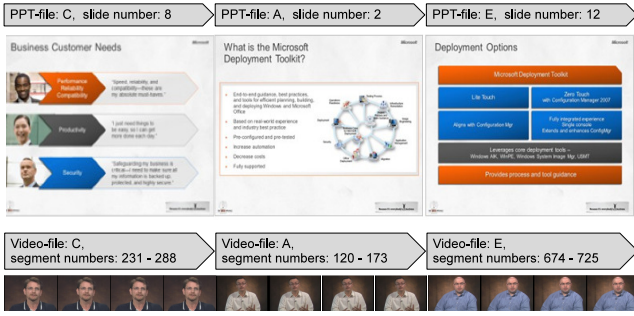 PPT-file: C, slide number: 8
PPT-file: A, slide number: 2
PPT-file: E, slide number: 12
Business Customer Needs
Microsoft
Performance
Reliability
Compatibility
"Speed, reliability, and
compatibility—these are
my absolute must-haves."
Productivity
"I just need things to
be easy, so I can get
more done each day."
Security
"Safeguarding my business is
critical—I need to make sure all
my information is backed up,
protected, and highly secure."
What is the Microsoft
Deployment Toolkit?
Microsoft
End-to-end guidance, best practices,
and tools for efficient planning, building,
and deploying Windows and Microsoft
Office
Based on real-world experience
and industry best practice
Pre-configured and pre-tested
Increase automation
Decrease costs
Fully supported
Deployment Options
Microsoft
Microsoft Deployment Toolkit
Lite Touch
Zero Touch
with Configuration Manager 2007
Aligns with Configuration Mgr
Fully integrated experience
Single console
Extends and enhances ConfigMgr
Leverages core deployment tools –
Windows AIK, WinPE, Windows System Image Mgr, USMT
Provides process and tool guidance
Video-file: C,
segment numbers: 231 - 288
Video-file: A,
segment numbers: 120 - 173
Video-file: E,
segment numbers: 674 - 725